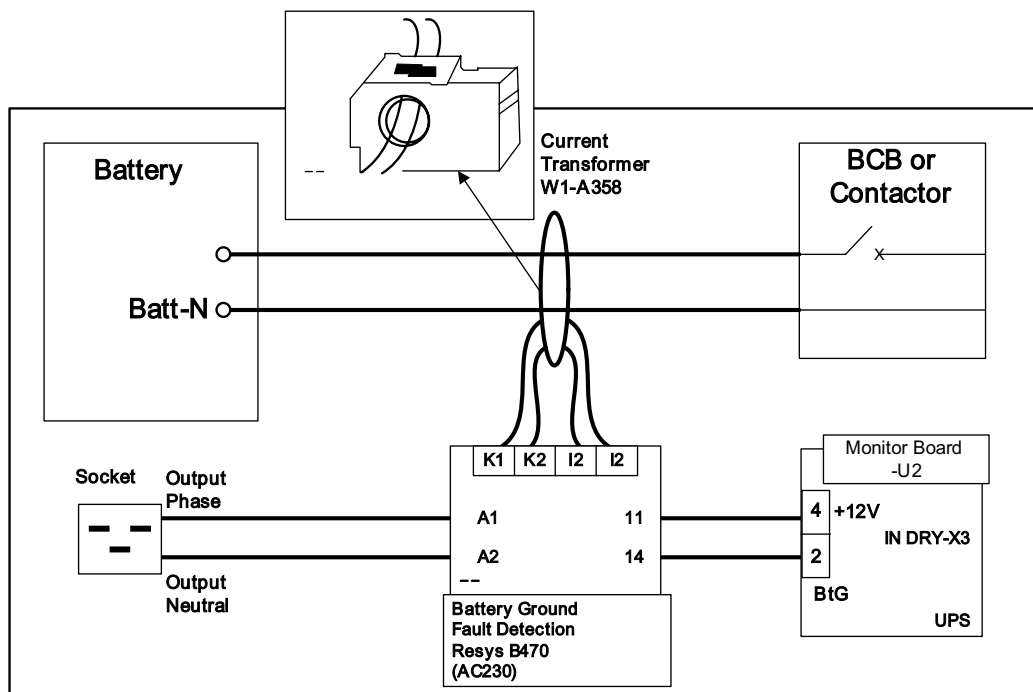 Current
Transformer
W1-A358
Battery
BCB or
Contactor
Batt-N
x
K1 K2 I2 I2
Monitor Board
-U2
Socket
Output
Phase
A1
11
4
+12V
IN DRY-X3
A2
14
2
Output
Neutral
BtG
UPS
Battery Ground
Fault Detection
Resys B470
(AC230)